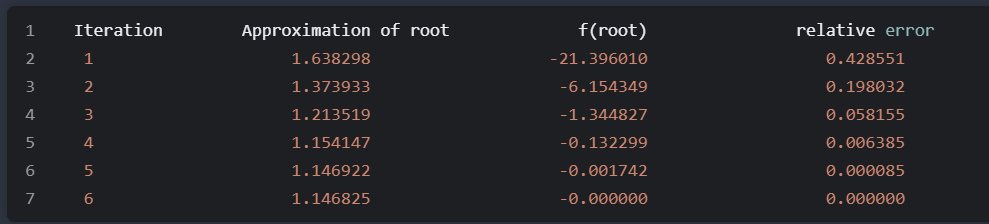 1 Iteration Approximation of root f(root) relative error
2 1 1.638298 -21.396010 0.428551
3 2 1.373933 -6.154349 0.198032
4 3 1.213519 -1.344827 0.058155
5 4 1.154147 -0.132299 0.006385
6 5 1.146922 -0.001742 0.000085
7 6 1.146825 -0.000000 0.000000